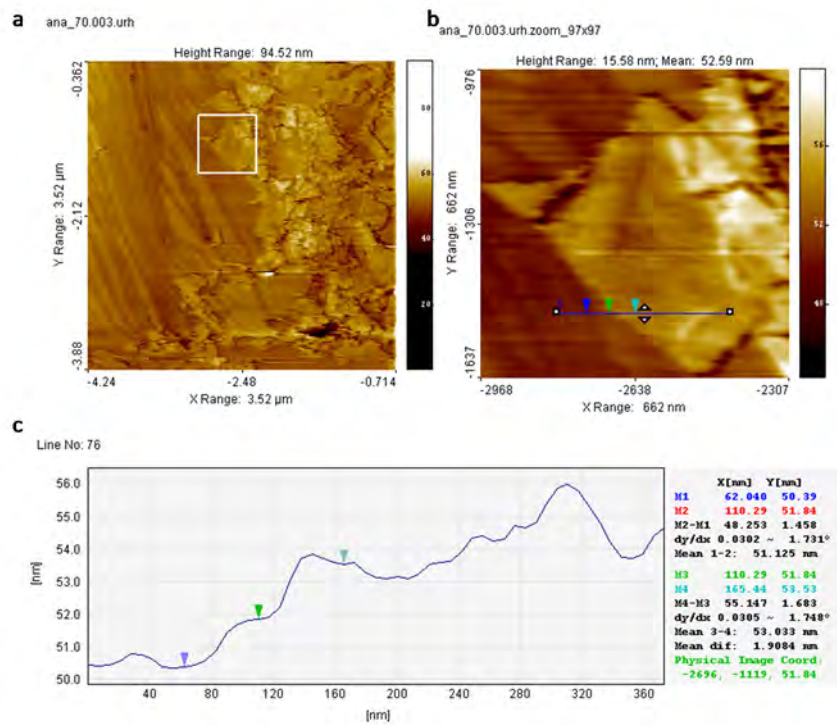 a
ana_70.003.urh
Height Range: 94.52 nm
Y Range: 3.52 µm
-0.362
-2.12
-3.88
-4.24
-2.48
-0.714
X Range: 3.52 µm
80
60
40
20
b
ana_70.003.urh.zoom_97x97
Height Range: 15.58 nm; Mean: 52.59 nm
Y Range: 662 nm
-976
-1306
-1637
-2968
-2638
-2307
X Range: 662 nm
56
52
48
c
Line No: 76
[nm]
56.0
55.0
54.0
53.0
52.0
51.0
50.0
40
80
120
160
200
240
280
320
360
[nm]
X[nm] Y[nm]
M1 62.040 50.39
M2 110.29 51.84
M2-M1 48.253 1.458
dy/dx 0.0302 ~ 1.731°
Mean 1-2: 51.125 nm
M3 110.29 51.84
M4 165.44 53.53
M4-M3 55.147 1.683
dy/dx 0.0305 ~ 1.748°
Mean 3-4: 53.033 nm
Mean dif: 1.9084 nm
Physical Image Coord:
-2696, -1119, 51.84